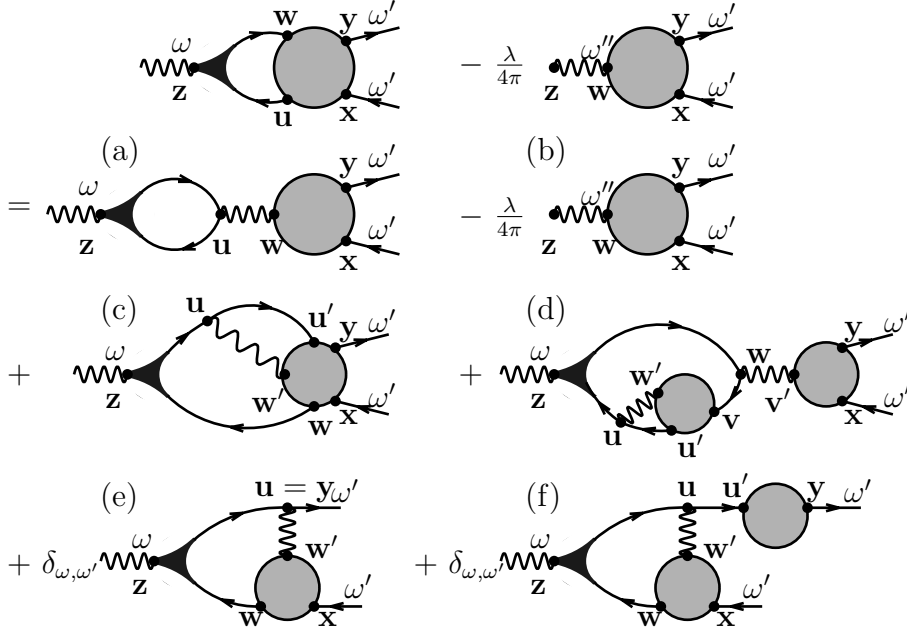 w y ω′ y ω′
ω − λ/4π ω″
z z w
u x ω′ x ω′
(a) (b)
y ω′ y ω′
= ω − λ/4π ω″
z u w z w
x ω′ x ω′
(c) (d)
u u′ y ω′ y ω′
+ ω + ω w
z w′ z w′ v′
w x ω′ u u′ v x ω′
(e) (f)
u = y ω′ u u′ y ω′
+ δω,ω′ ω + δω,ω′ ω
z w′ z w′
w x ω′ w x ω′